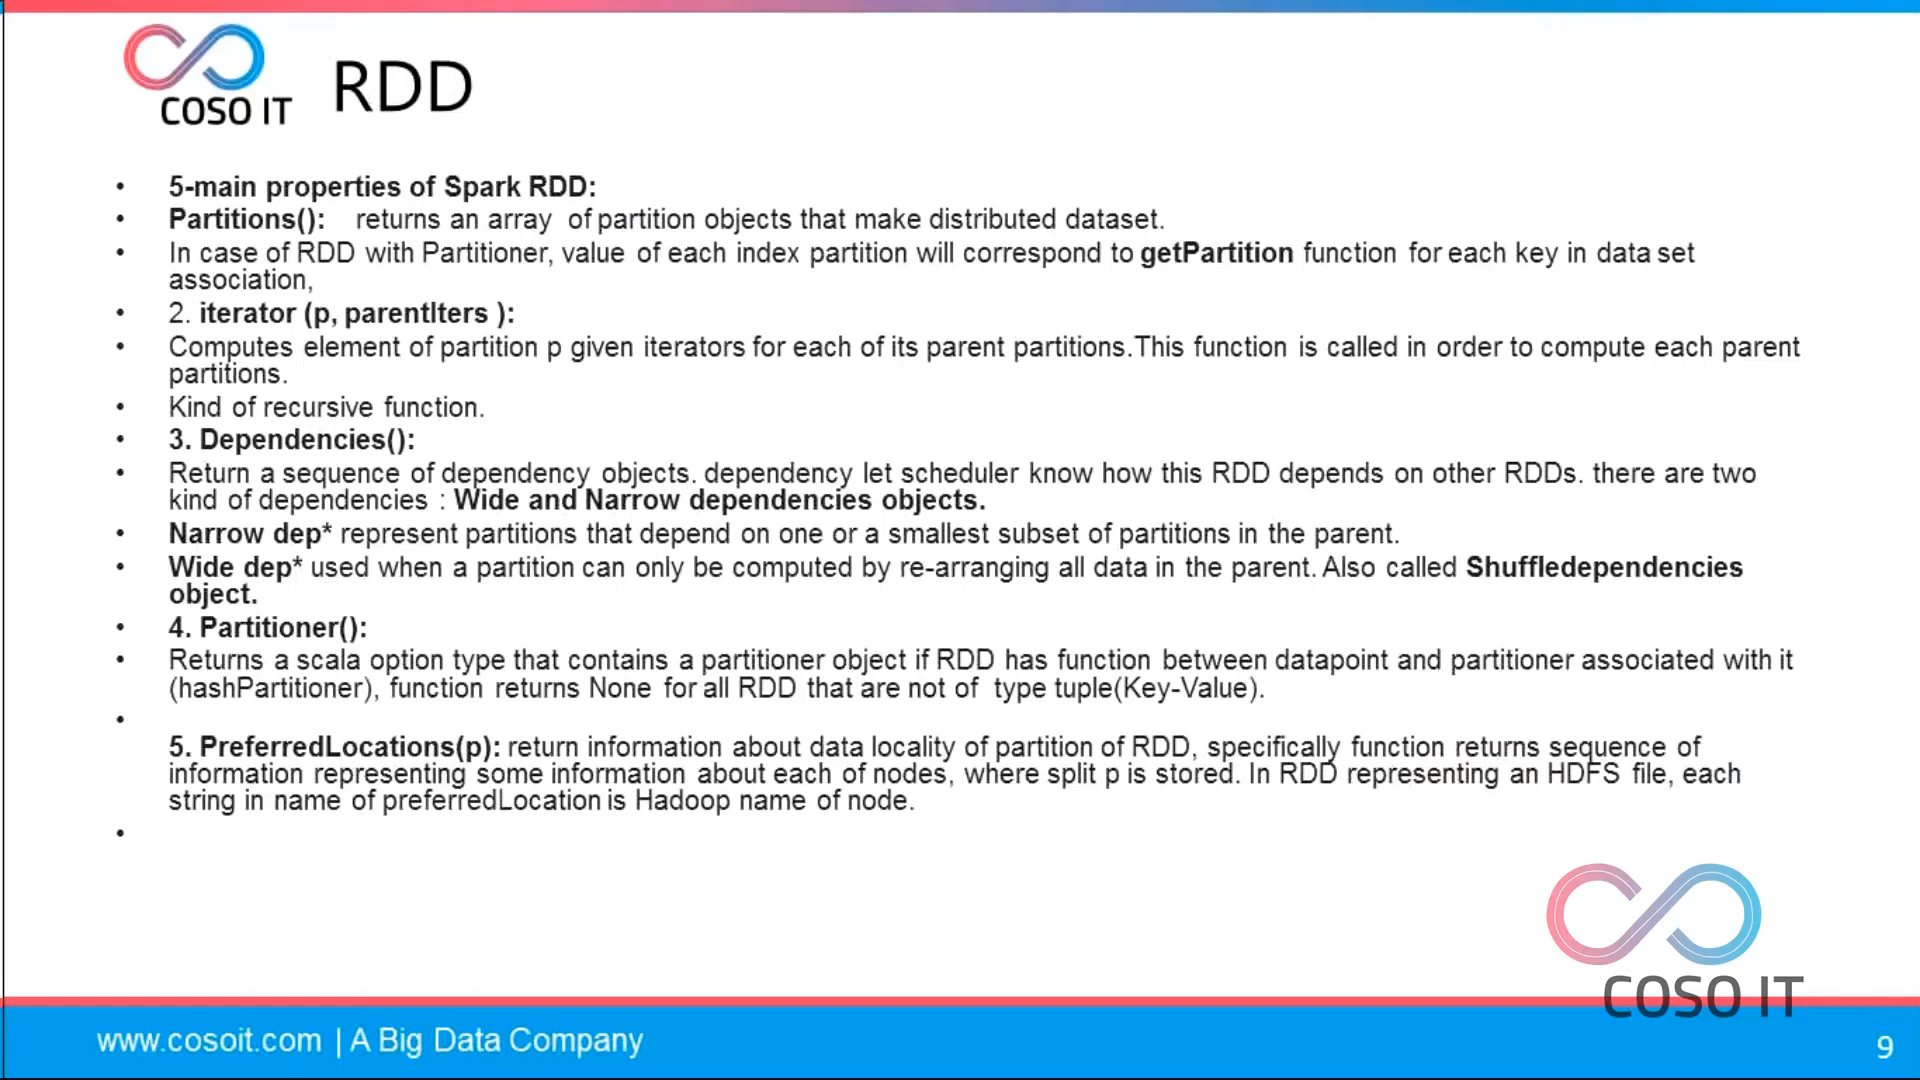 COSO IT
RDD
• 5-main properties of Spark RDD:
• Partitions(): returns an array of partition objects that make distributed dataset.
• In case of RDD with Partitioner, value of each index partition will correspond to getPartition function for each key in data set
association,
• 2. iterator (p, parentIters ):
• Computes element of partition p given iterators for each of its parent partitions.This function is called in order to compute each parent
partitions.
• Kind of recursive function.
• 3. Dependencies():
• Return a sequence of dependency objects. dependency let scheduler know how this RDD depends on other RDDs. there are two
kind of dependencies : Wide and Narrow dependencies objects.
• Narrow dep* represent partitions that depend on one or a smallest subset of partitions in the parent.
• Wide dep* used when a partition can only be computed by re-arranging all data in the parent. Also called Shuffledependencies
object.
• 4. Partitioner():
• Returns a scala option type that contains a partitioner object if RDD has function between datapoint and partitioner associated with it
(hashPartitioner), function returns None for all RDD that are not of type tuple(Key-Value).
•
5. PreferredLocations(p): return information about data locality of partition of RDD, specifically function returns sequence of
information representing some information about each of nodes, where split p is stored. In RDD representing an HDFS file, each
string in name of preferredLocation is Hadoop name of node.
•
COSO IT
www.cosoit.com | A Big Data Company
9